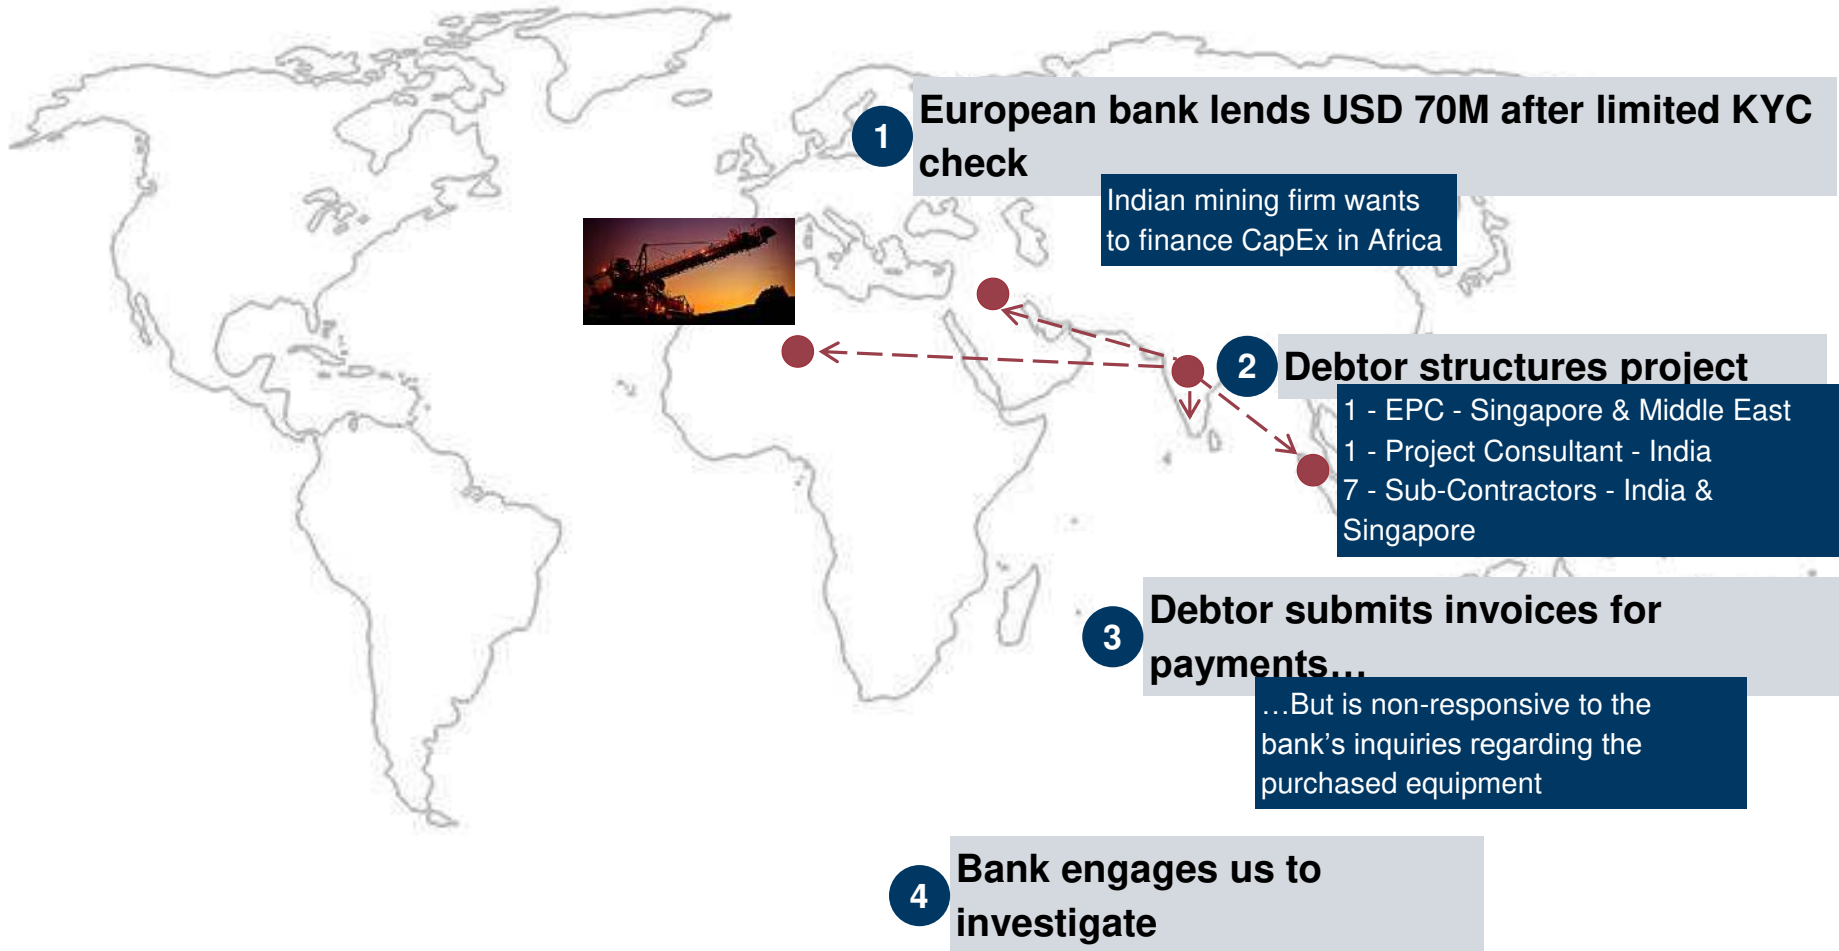 1
European bank lends USD 70M after limited KYC
check
Indian mining firm wants
to finance CapEx in Africa
2
Debtor structures project
1 - EPC - Singapore & Middle East
1 - Project Consultant - India
7 - Sub-Contractors - India &
Singapore
3
Debtor submits invoices for
payments…
…But is non-responsive to the
bank’s inquiries regarding the
purchased equipment
4
Bank engages us to
investigate